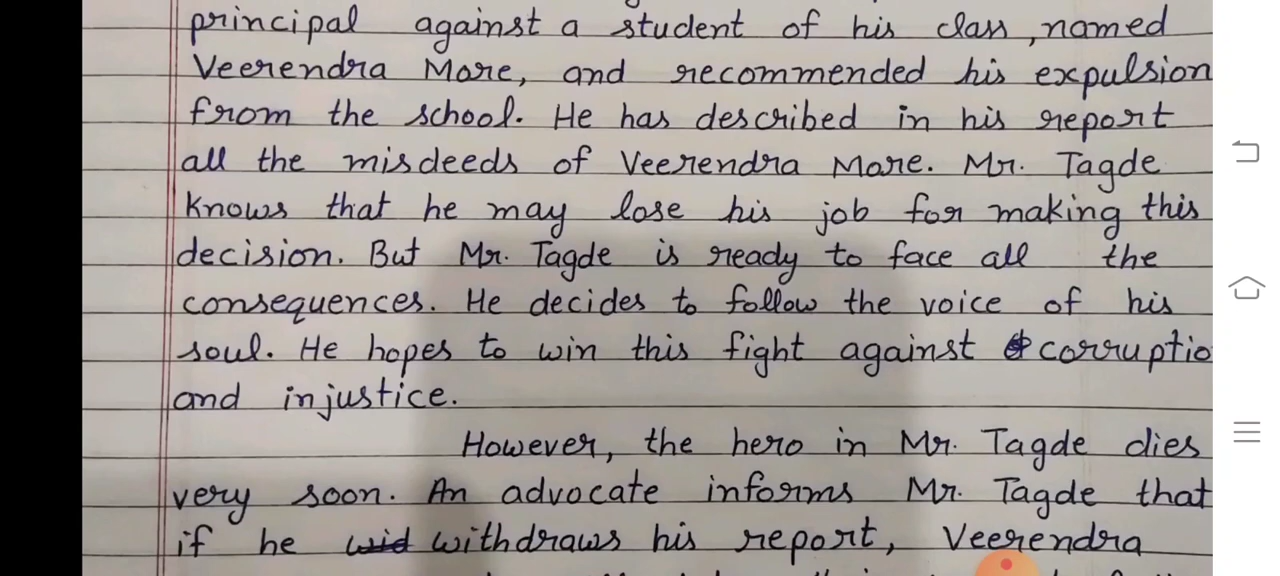 principal against a student of his class, named
Veerendra More, and recommended his expulsion
from the school. He has described in his report
all the misdeeds of Veerendra More. Mr. Tagde
knows that he may lose his job for making this
decision. But Mr. Tagde is ready to face all the
consequences. He decides to follow the voice of his
soul. He hopes to win this fight against corruptio
and injustice.
However, the hero in Mr. Tagde dies
very soon. An advocate informs Mr. Tagde that
if he withdraws his report, Veerendra